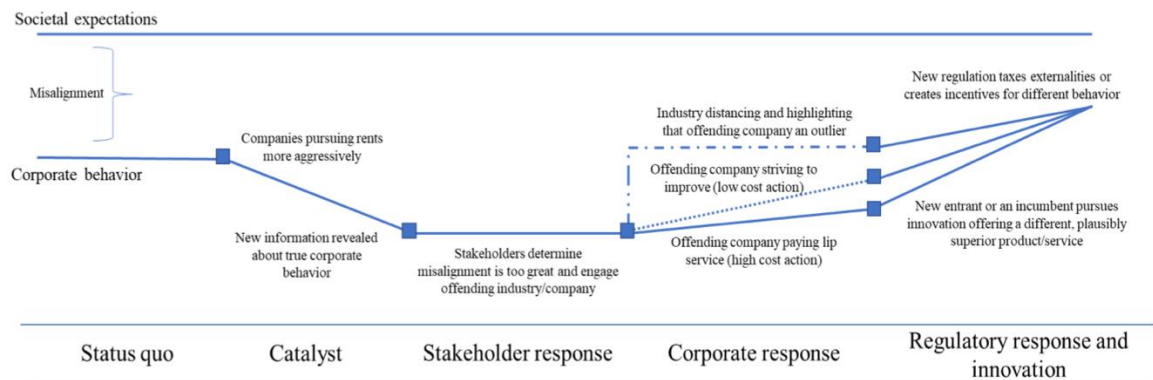 Societal expectations
Misalignment
Corporate behavior
Companies pursuing rents
more aggressively
New information revealed
about true corporate
behavior
Stakeholders determine
misalignment is too great and engage
offending industry/company
Industry distancing and highlighting
that offending company an outlier
Offending company striving to
improve (low cost action)
Offending company paying lip
service (high cost action)
New regulation taxes externalities or
creates incentives for different behavior
New entrant or an incumbent pursues
innovation offering a different, plausibly
superior product/service
Status quo
Catalyst
Stakeholder response
Corporate response
Regulatory response and
innovation